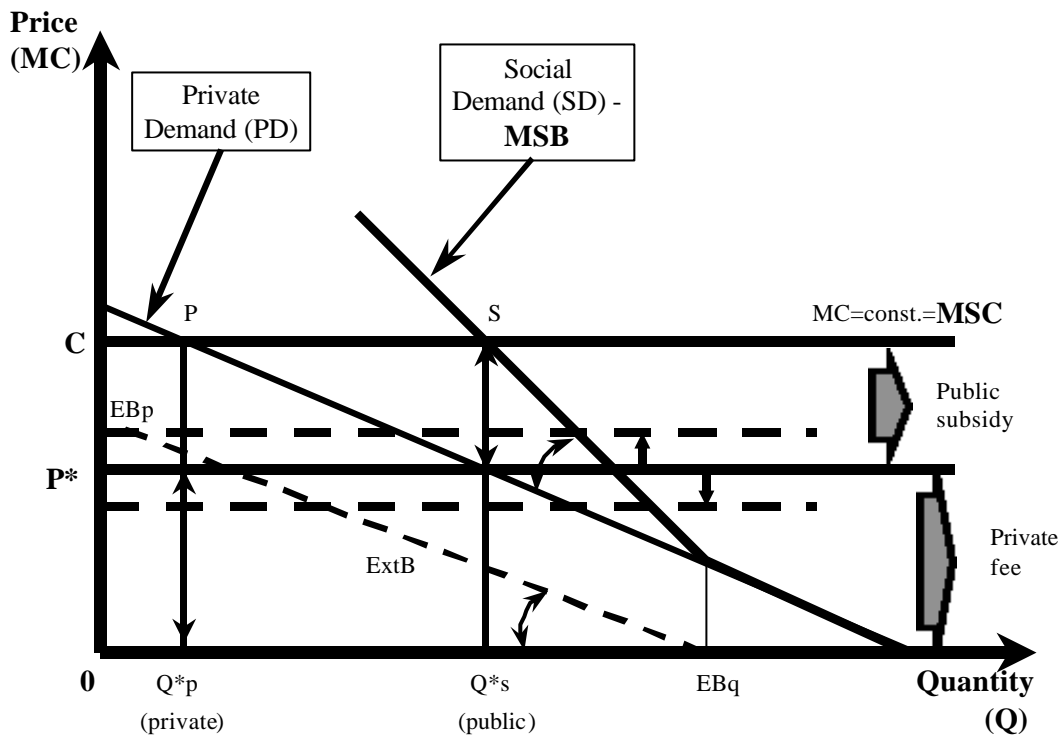 Price
(MC)
Private
Demand (PD)
Social
Demand (SD) -
MSB
P
S
MC=const.=MSC
C
Public
subsidy
EBp
P*
Private
fee
ExtB
0
Q*p
(private)
Q*s
(public)
EBq
Quantity
(Q)